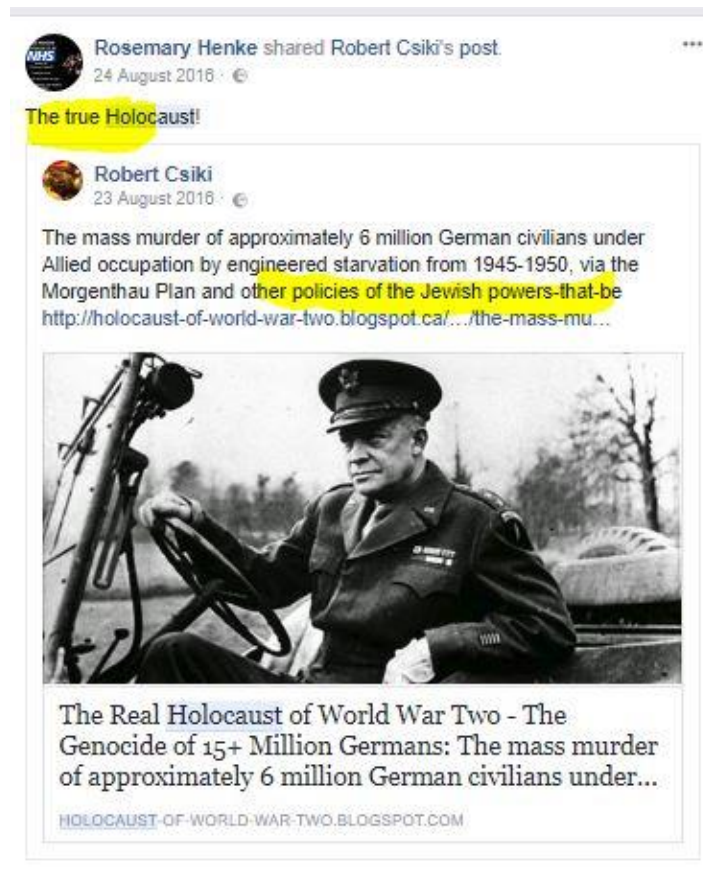 NHS
Rosemary Henke shared Robert Csiki's post.
24 August 2016 ·
The true Holocaust!
Robert Csiki
23 August 2016 ·
The mass murder of approximately 6 million German civilians under
Allied occupation by engineered starvation from 1945-1950, via the
Morgenthau Plan and other policies of the Jewish powers-that-be
http://holocaust-of-world-war-two.blogspot.ca/.../the-mass-mu...
The Real Holocaust of World War Two - The
Genocide of 15+ Million Germans: The mass murder
of approximately 6 million German civilians under...
HOLOCAUST-OF-WORLD-WAR-TWO.BLOGSPOT.COM